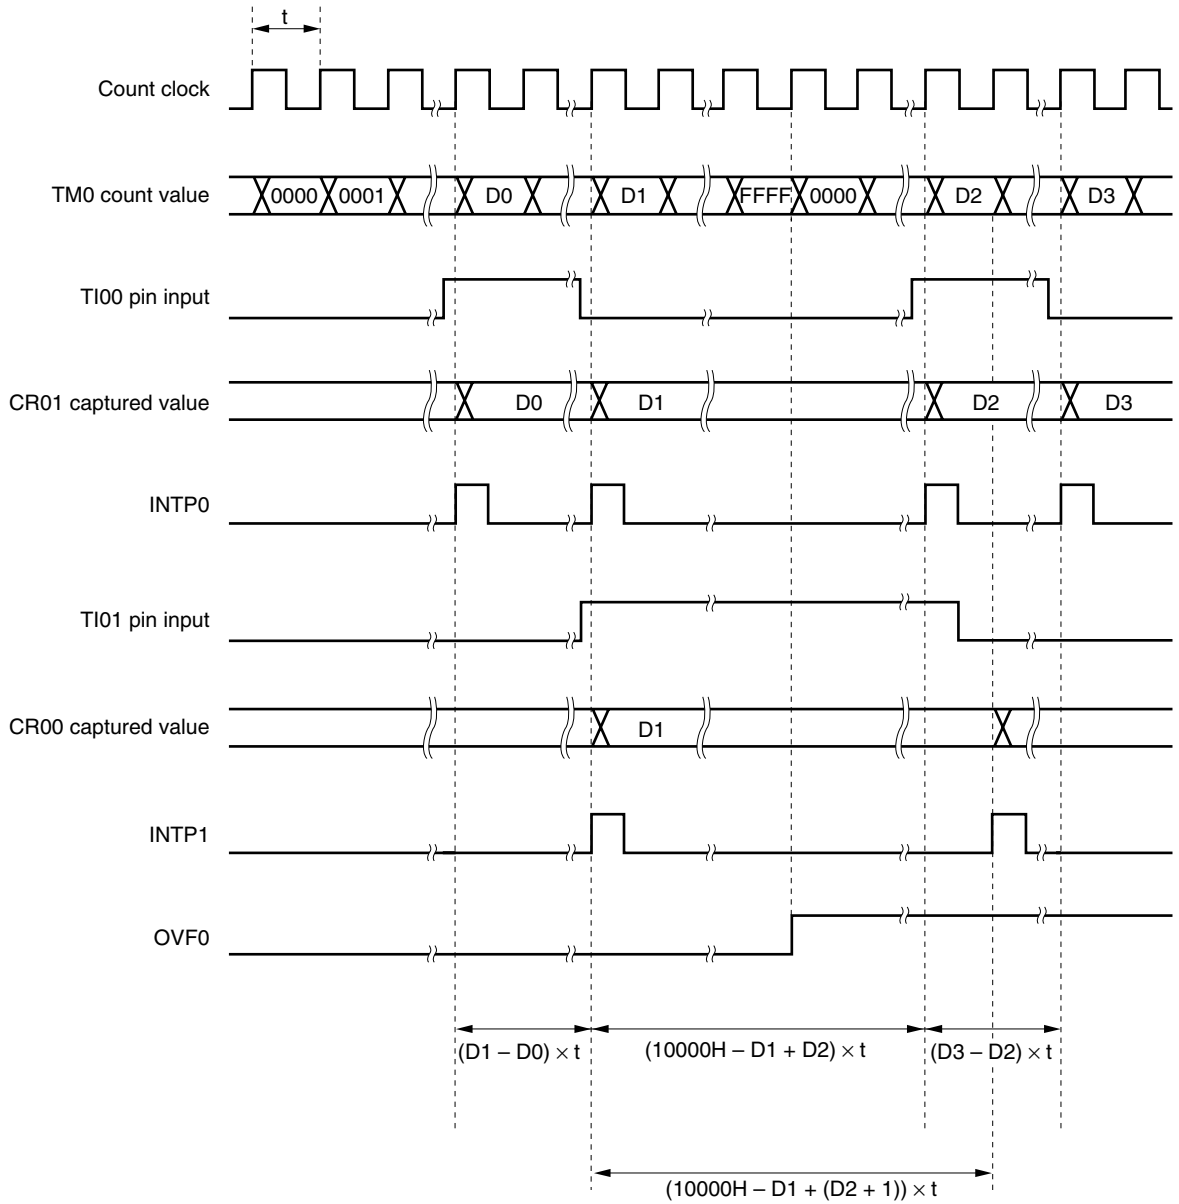 t
Count clock
TM0 count value
0000 0001 D0 D1 FFFF 0000 D2 D3
TI00 pin input
CR01 captured value
D0 D1 D2 D3
INTP0
TI01 pin input
CR00 captured value
D1
INTP1
OVF0
(D1 – D0) × t
(10000H – D1 + D2) × t
(D3 – D2) × t
(10000H – D1 + (D2 + 1)) × t